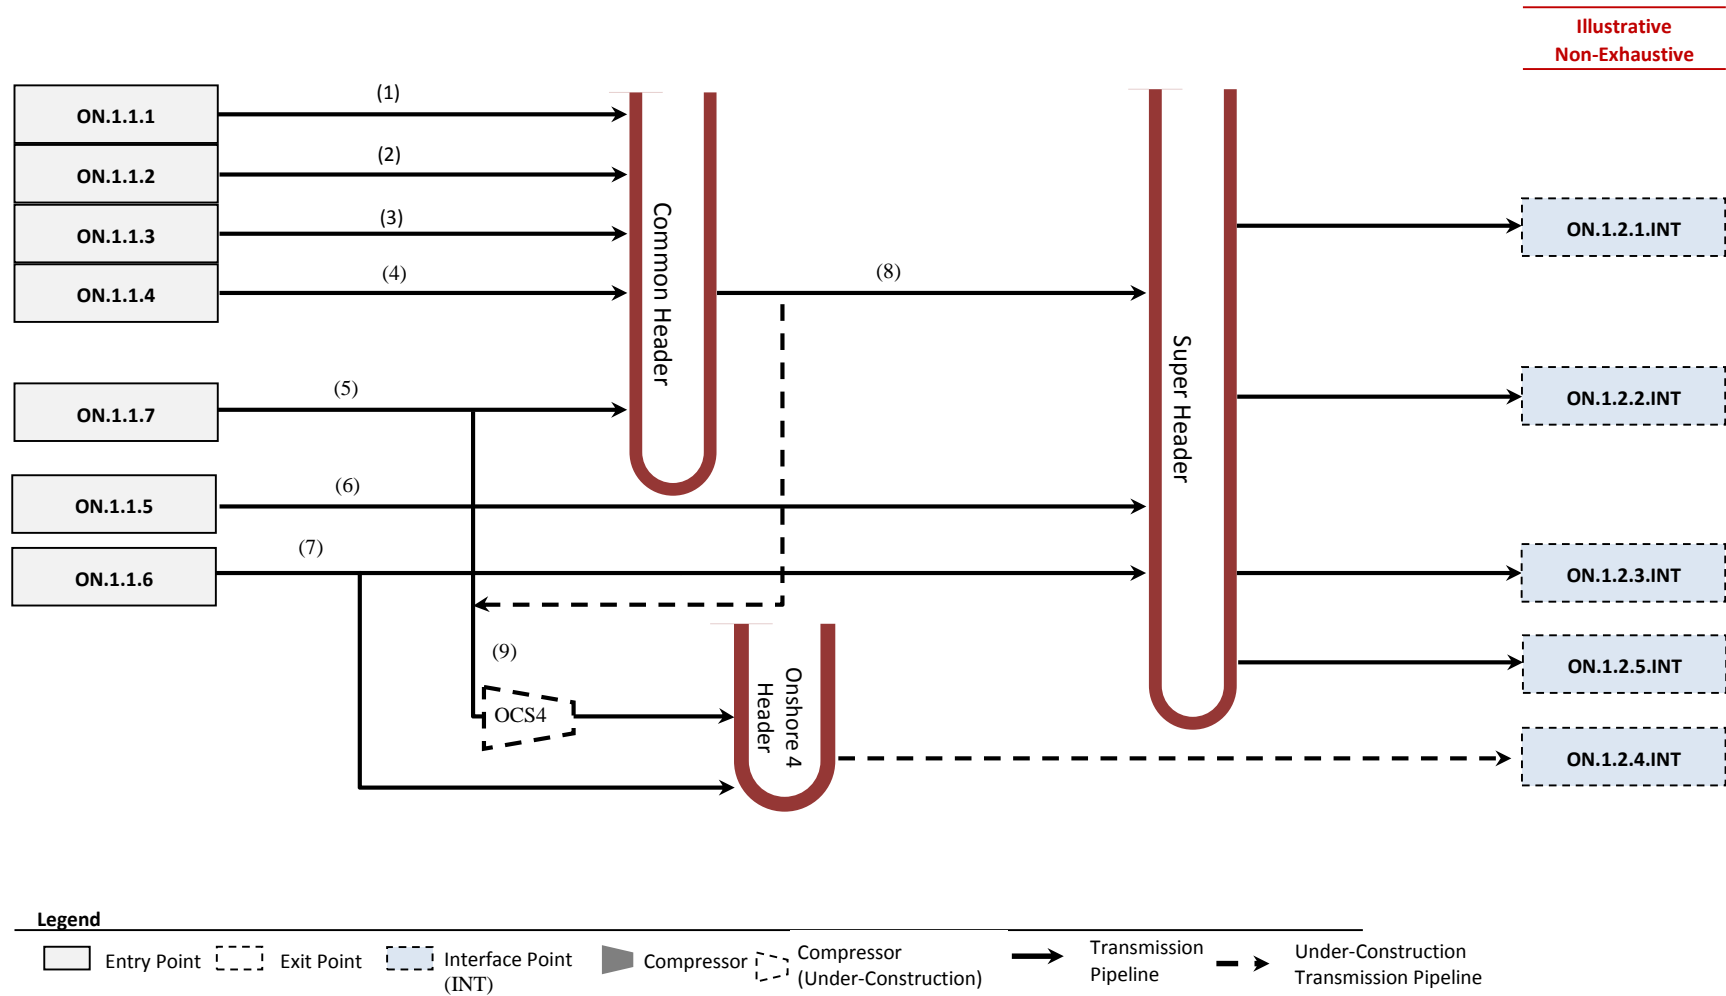 Illustrative
Non-Exhaustive
ON.1.1.1
(1)
ON.1.1.2
(2)
ON.1.1.3
(3)
ON.1.1.4
(4)
ON.1.1.7
(5)
ON.1.1.5
(6)
ON.1.1.6
(7)
Common Header
(8)
Super Header
(9)
OCS4
Onshore 4
Header
ON.1.2.1.INT
ON.1.2.2.INT
ON.1.2.3.INT
ON.1.2.5.INT
ON.1.2.4.INT
Legend
Entry Point
Exit Point
Interface Point
(INT)
Compressor
Compressor
(Under-Construction)
Transmission
Pipeline
Under-Construction
Transmission Pipeline